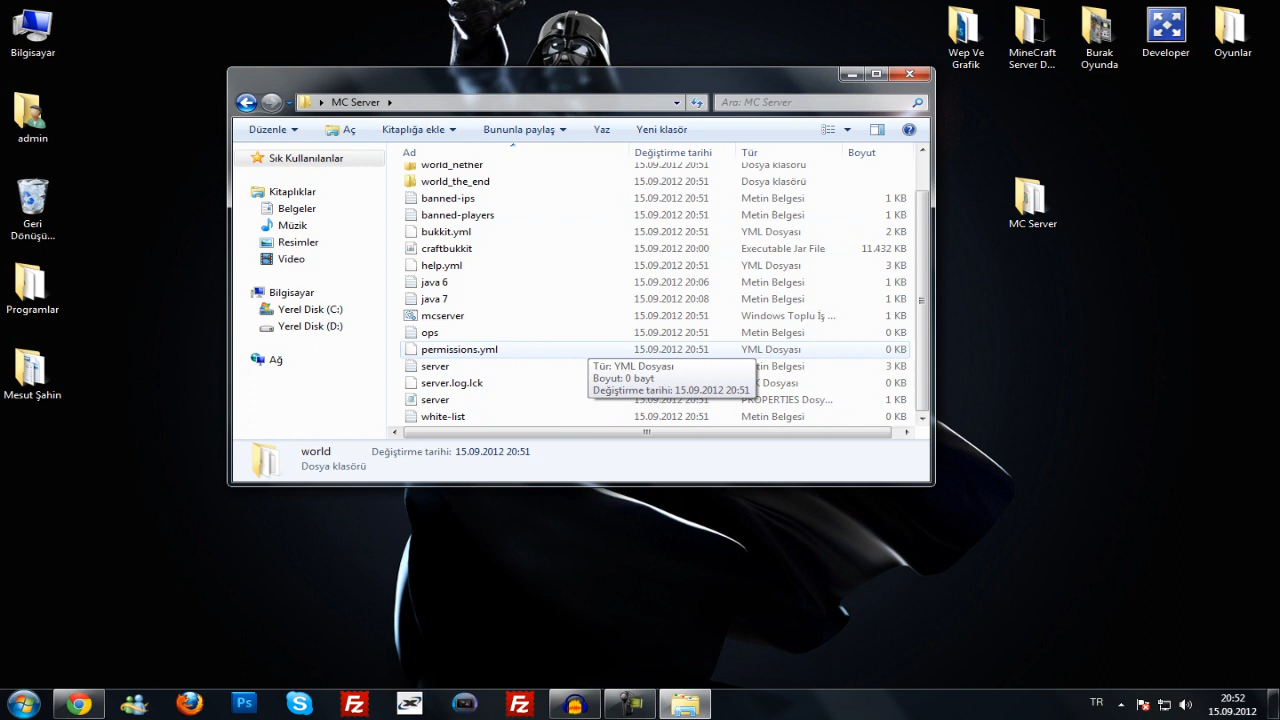 Bilgisayar
admin
Geri
Dönüşü...
Programlar
Mesut Şahin
Wep Ve
Grafik
MineCraft
Server D...
Burak
Oyunda
Developer
Oyunlar
MC Server
MC Server
Ara: MC Server
Düzenle
Aç
Kitaplığa ekle
Bununla paylaş
Yaz
Yeni klasör
Sık Kullanılanlar
Kitaplıklar
Belgeler
Müzik
Resimler
Video
Bilgisayar
Yerel Disk (C:)
Yerel Disk (D:)
Ağ
Ad Değiştirme tarihi Tür Boyut
world_nether 15.09.2012 20:51 Dosya klasörü
world_the_end 15.09.2012 20:51 Dosya klasörü
banned-ips 15.09.2012 20:51 Metin Belgesi 1 KB
banned-players 15.09.2012 20:51 Metin Belgesi 1 KB
bukkit.yml 15.09.2012 20:51 YML Dosyası 2 KB
craftbukkit 15.09.2012 20:00 Executable Jar File 11.432 KB
help.yml 15.09.2012 20:51 YML Dosyası 3 KB
java 6 15.09.2012 20:06 Metin Belgesi 1 KB
java 7 15.09.2012 20:08 Metin Belgesi 1 KB
mcserver 15.09.2012 20:51 Windows Toplu İş ... 1 KB
ops 15.09.2012 20:51 Metin Belgesi 0 KB
permissions.yml 15.09.2012 20:51 YML Dosyası 0 KB
server Metin Belgesi 3 KB
server.log.lck Dosyası 0 KB
server 15.09.2012 20:51 PROPERTIES Dosy... 1 KB
white-list 15.09.2012 20:51 Metin Belgesi 0 KB
Tür: YML Dosyası
Boyut: 0 bayt
Değiştirme tarihi: 15.09.2012 20:51
world Değiştirme tarihi: 15.09.2012 20:51
Dosya klasörü
Ps
TR
20:52
15.09.2012